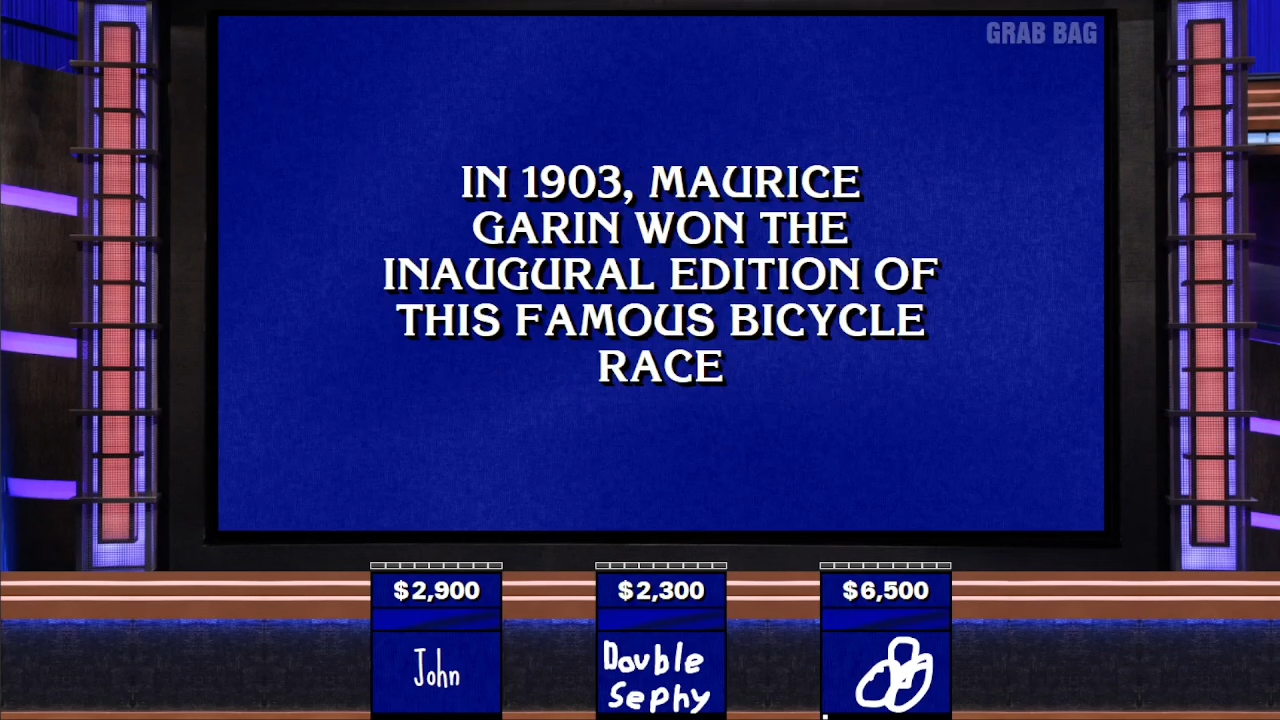 GRAB BAG
IN 1903, MAURICE
GARIN WON THE
INAUGURAL EDITION OF
THIS FAMOUS BICYCLE
RACE
$2,900
$2,300
$6,500
John
Double
Sephy